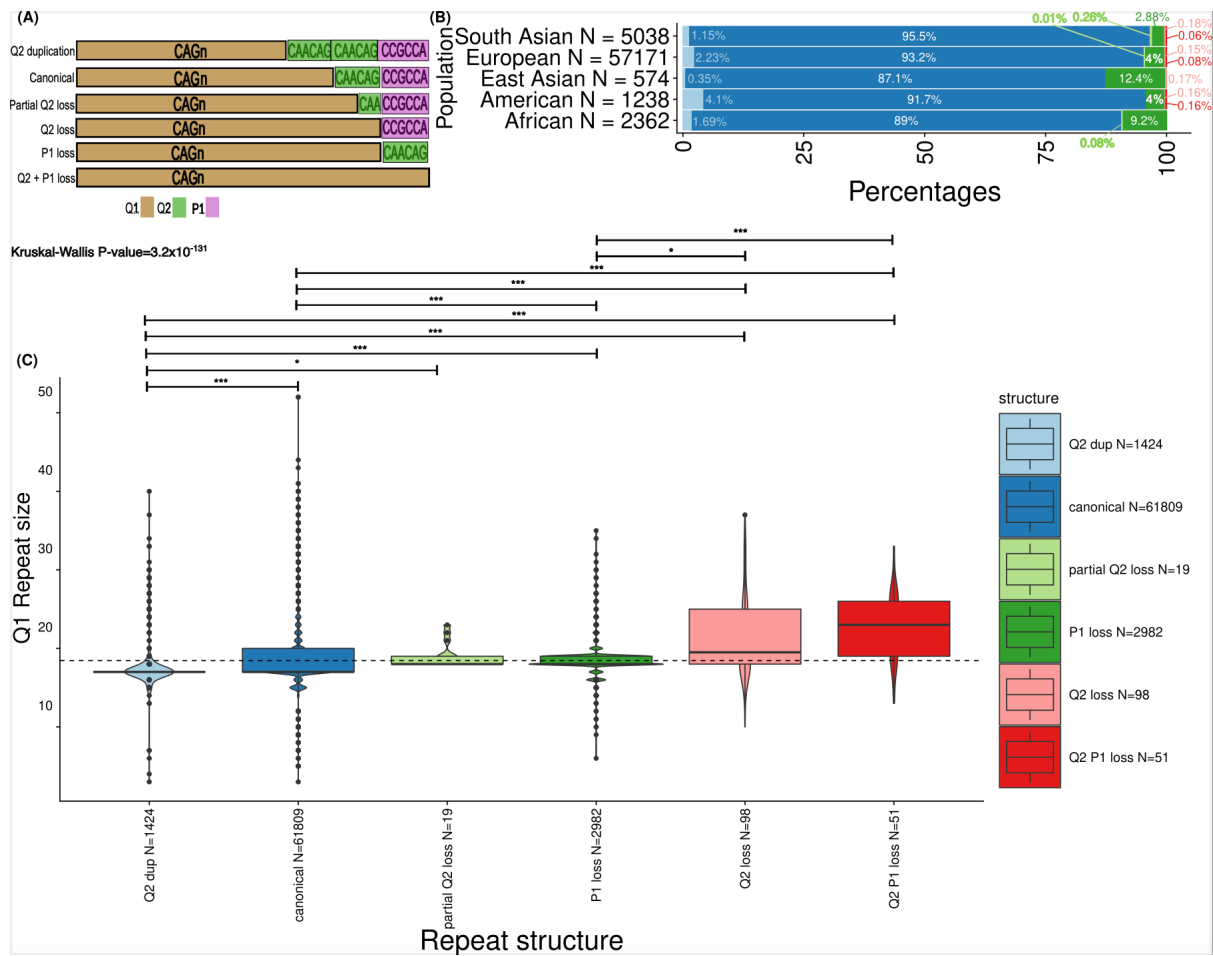 (A)
Q2 duplication CAGn CAACAG CAACAG CCGCCA
Canonical CAGn CAACAG CCGCCA
Partial Q2 loss CAGn CAA CCGCCA
Q2 loss CAGn CCGCCA
P1 loss CAGn CAACAG
Q2 + P1 loss CAGn
Q1 Q2 P1
(B)
Populations
0.01% 0.26% 2.88% 0.18%
South Asian N = 5038 1.15% 95.5% 0.06%
0.15%
European N = 57171 2.23% 93.2% 4% 0.08%
East Asian N = 574 0.35% 87.1% 12.4% 0.17%
0.16%
American N = 1238 4.1% 91.7% 4% 0.16%
African N = 2362 1.69% 89% 9.2%
0.08%
0 25 50 75 100
Percentages
Kruskal-Wallis P-value=3.2x10-131
***
*
***
***
***
***
***
***
*
***
(C)
50
40
30
20
10
Q1 Repeat size
Q2 dup N=1424
canonical N=61809
partial Q2 loss N=19
P1 loss N=2982
Q2 loss N=98
Q2 P1 loss N=51
Repeat structure
structure
Q2 dup N=1424
canonical N=61809
partial Q2 loss N=19
P1 loss N=2982
Q2 loss N=98
Q2 P1 loss N=51